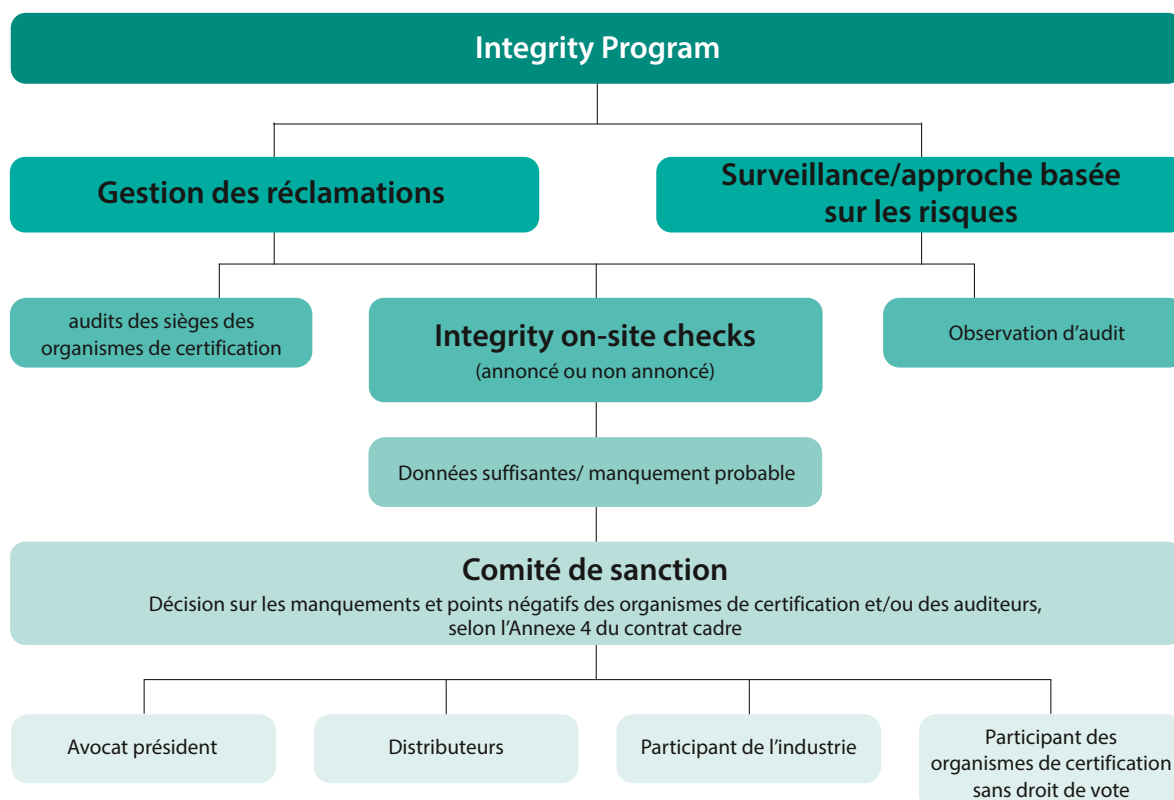 Integrity Program
Gestion des réclamations
Surveillance/approche basée
sur les risques
audits des sièges des
organismes de certification
Integrity on-site checks
(annoncé ou non annoncé)
Observation d’audit
Données suffisantes/ manquement probable
Comité de sanction
Décision sur les manquements et points négatifs des organismes de certification et/ou des auditeurs,
selon l’Annexe 4 du contrat cadre
Avocat président
Distributeurs
Participant de l’industrie
Participant des
organismes de certification
sans droit de vote